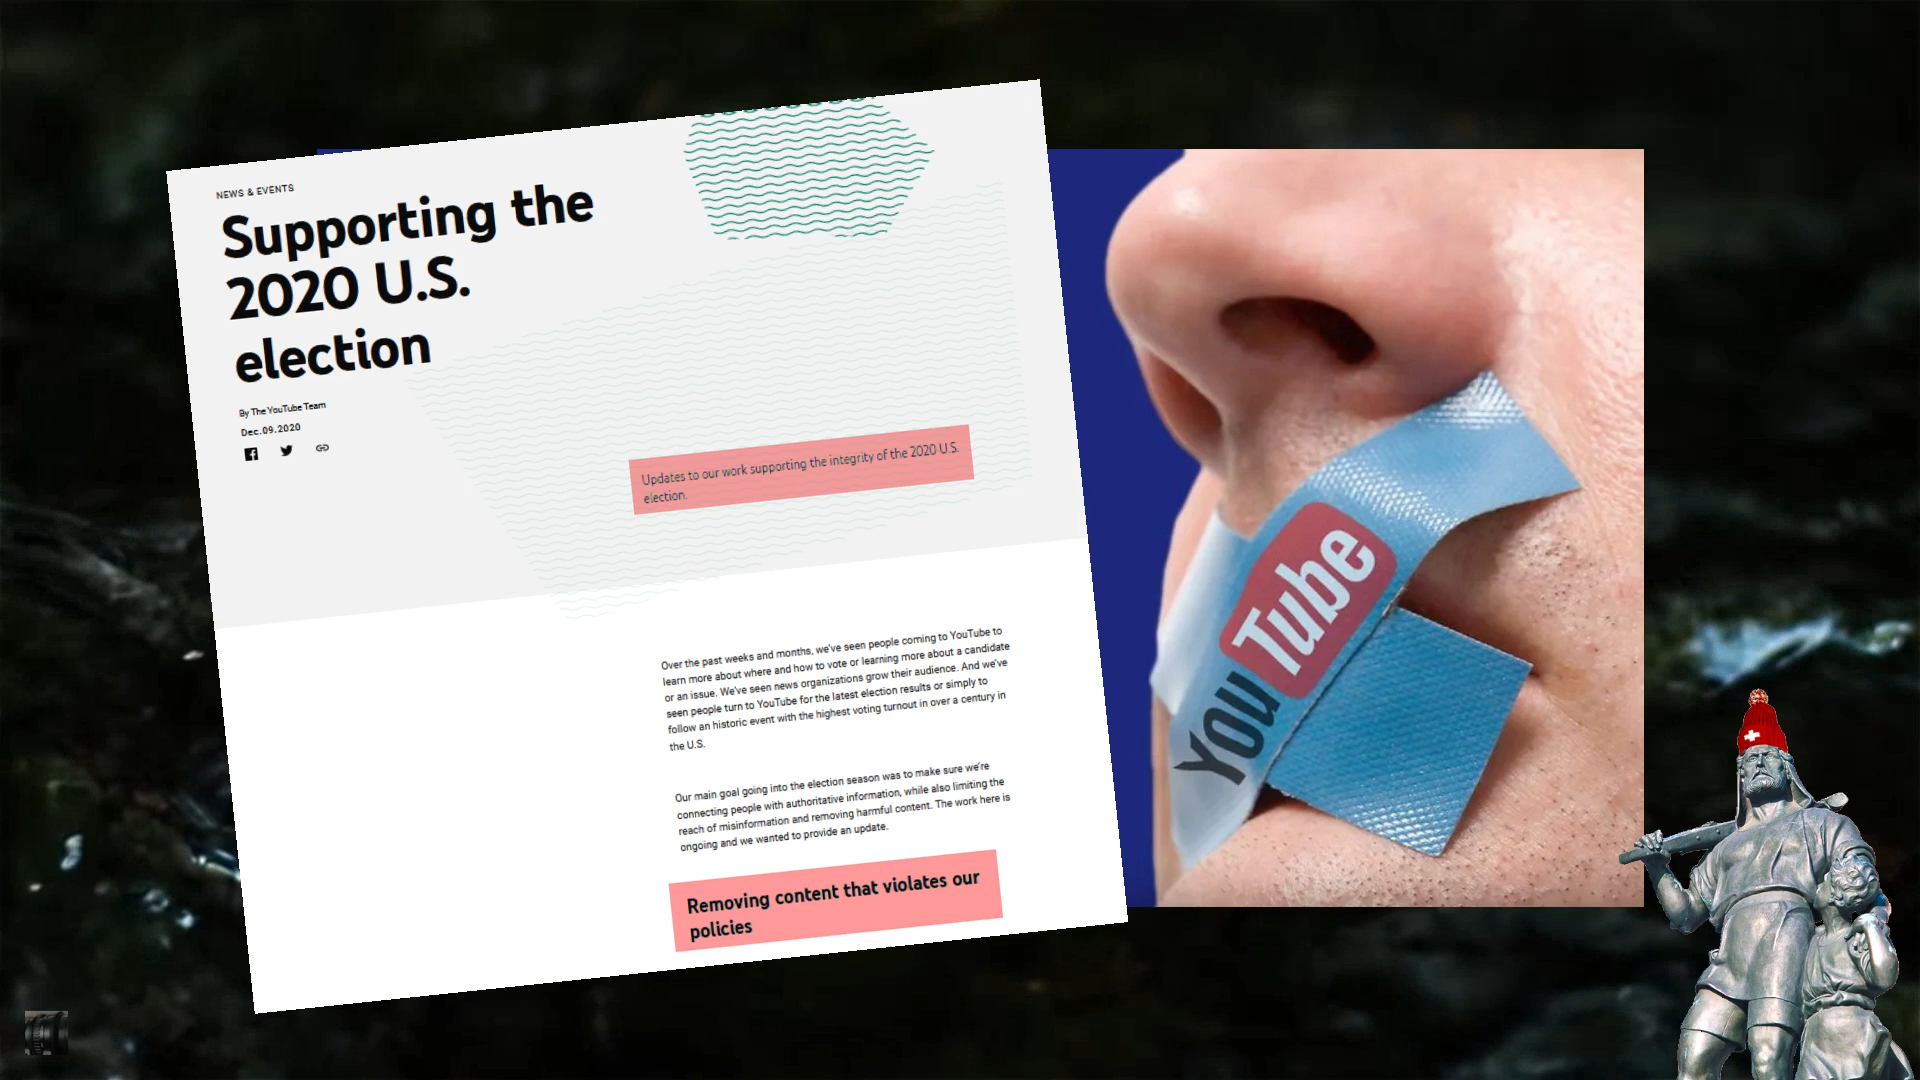 NEWS & EVENTS
Supporting the
2020 U.S.
election
By The YouTube Team
Dec.09.2020
Updates to our work supporting the integrity of the 2020 U.S.
election.
Over the past weeks and months, we've seen people coming to YouTube to
learn more about where and how to vote or learning more about a candidate
or an issue. We've seen news organizations grow their audience. And we've
seen people turn to YouTube for the latest election results or simply to
follow an historic event with the highest voting turnout in over a century in
the U.S.
Our main goal going into the election season was to make sure we're
connecting people with authoritative information, while also limiting the
reach of misinformation and removing harmful content. The work here is
ongoing and we wanted to provide an update.
Removing content that violates our
policies
YouTube